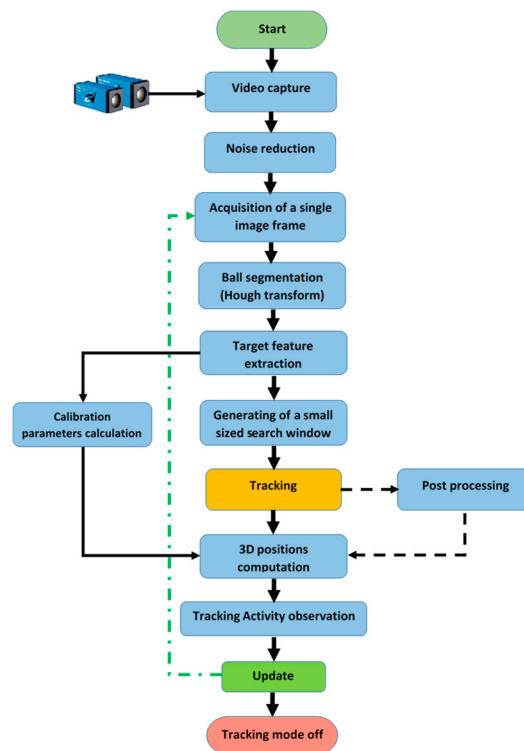 Start
Video capture
Noise reduction
Acquisition of a single
image frame
Ball segmentation
(Hough transform)
Target feature
extraction
Calibration
parameters calculation
Generating of a small
sized search window
Tracking
Post processing
3D positions
computation
Tracking Activity observation
Update
Tracking mode off